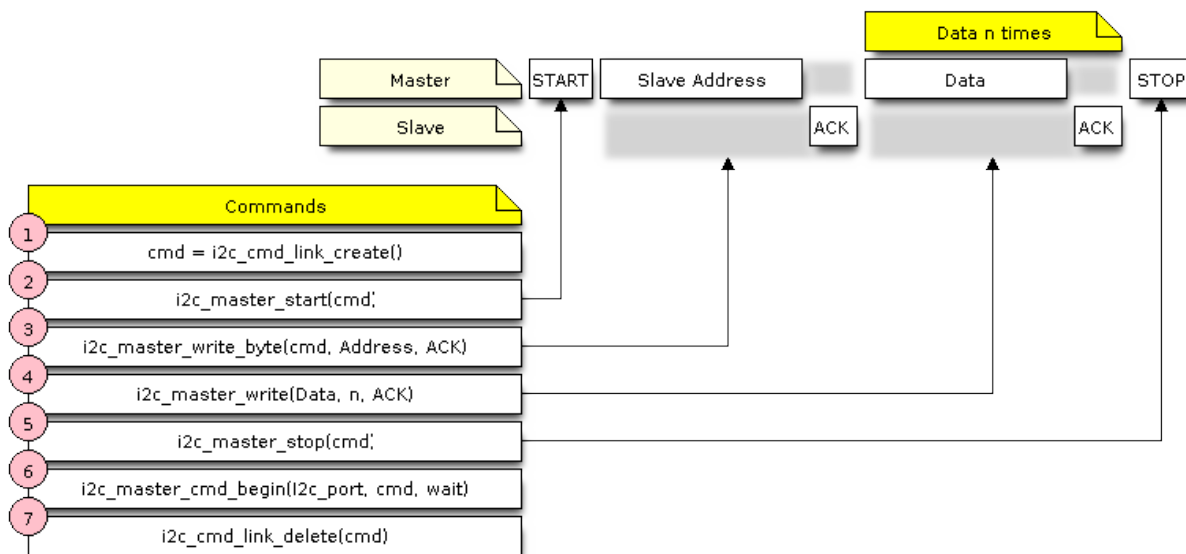 Data n times
Master START Slave Address Data STOP
Slave ACK ACK
Commands
1
cmd = i2c_cmd_link_create()
2
i2c_master_start(cmd)
3
i2c_master_write_byte(cmd, Address, ACK)
4
i2c_master_write(Data, n, ACK)
5
i2c_master_stop(cmd)
6
i2c_master_cmd_begin(I2c_port, cmd, wait)
7
i2c_cmd_link_delete(cmd)